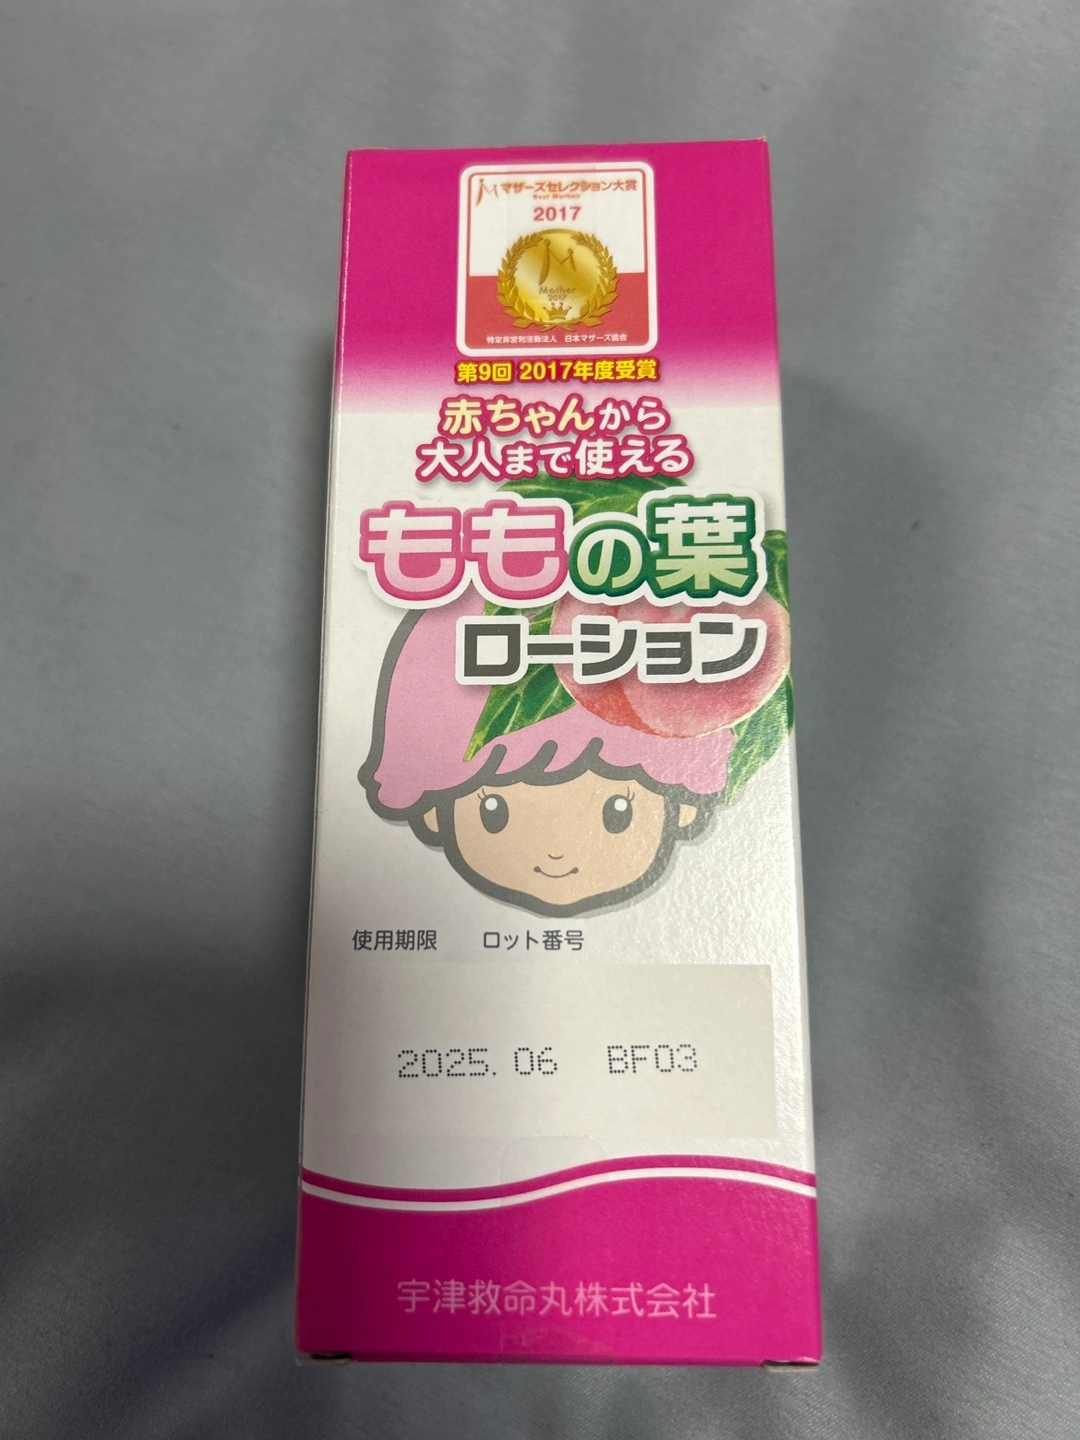 マザーズセレクション大賞
Best Mother
2017
M
Mother
2017
特定非営利活動法人 日本マザーズ協会
第9回 2017年度受賞
赤ちゃんから
大人まで使える
ももの葉
ローション
使用期限 ロット番号
2025.06 BF03
宇津救命丸株式会社